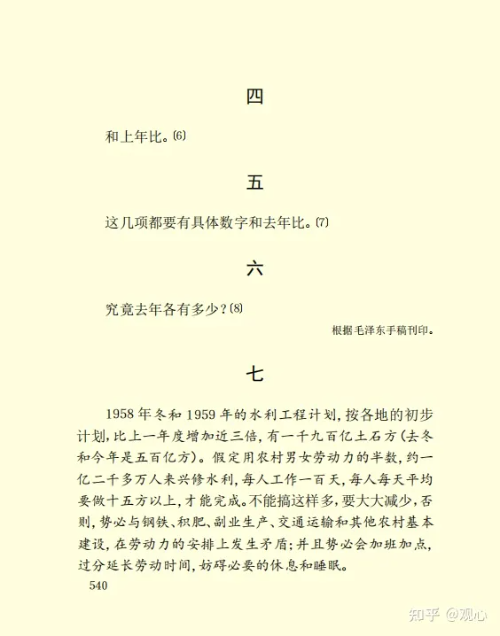 四
和上年比。〔6〕
五
这几项都要有具体数字和去年比。〔7〕
六
究竟去年各有多少?〔8〕
根据毛泽东手稿刊印。
七
1958年冬和1959年的水利工程计划,按各地的初步
计划,比上一年度增加近三倍,有一千九百亿土石方(去冬
和今年是五百亿方)。假定用农村男女劳动力的半数,约一
亿二千多万人来兴修水利,每人工作一百天,每人每天平均
要做十五方以上,才能完成。不能搞这样多,要大大减少,否
则,势必与钢铁、积肥、副业生产、交通运输和其他农村基本
建设,在劳动力的安排上发生矛盾;并且势必会加班加点,
过分延长劳动时间,妨碍必要的休息和睡眠。
540
知乎 @观心